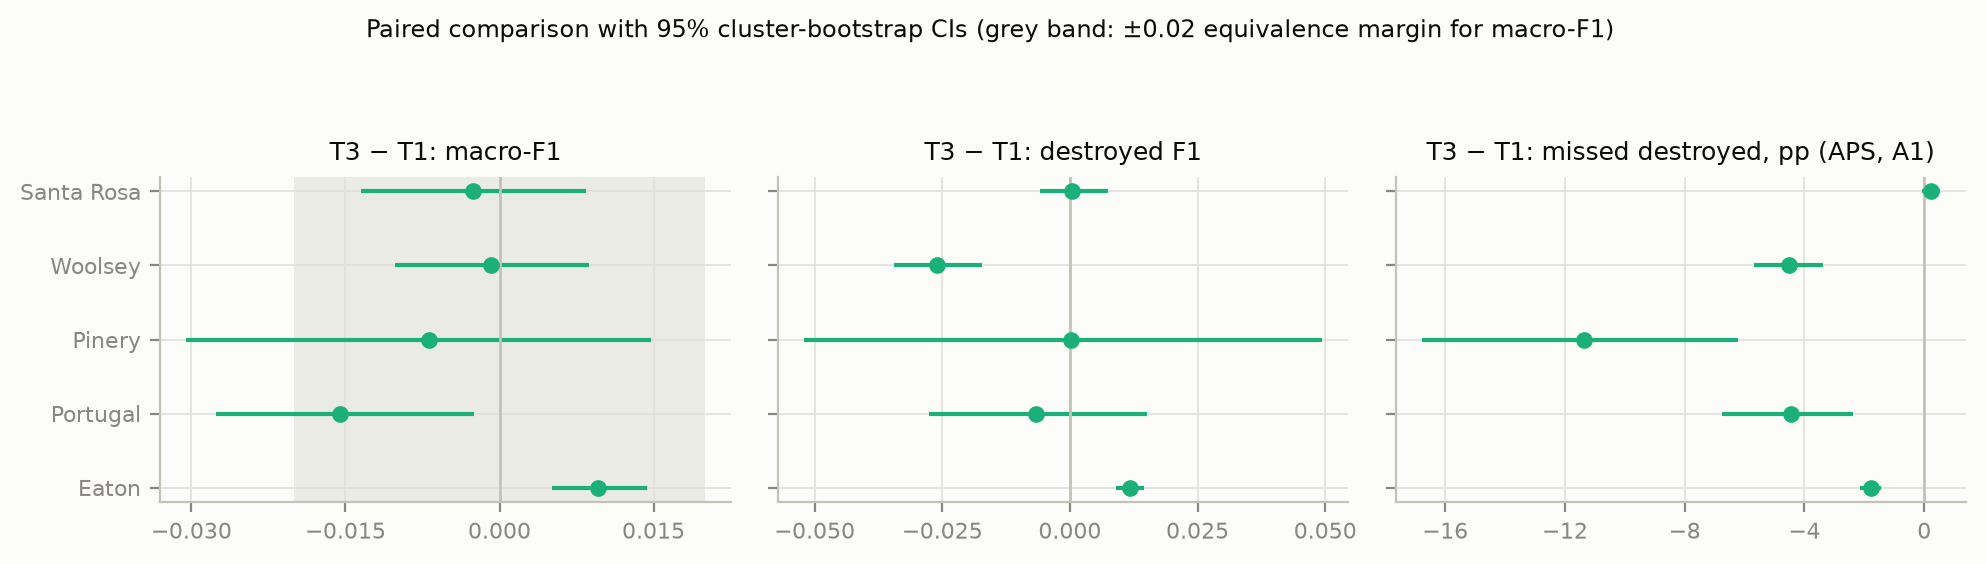 Paired comparison with 95% cluster-bootstrap CIs (grey band: ±0.02 equivalence margin for macro-F1)
T3 − T1: macro-F1
T3 − T1: destroyed F1
T3 − T1: missed destroyed, pp (APS, A1)
Santa Rosa
Woolsey
Pinery
Portugal
Eaton
−0.030 −0.015 0.000 0.015
−0.050 −0.025 0.000 0.025 0.050
−16 −12 −8 −4 0